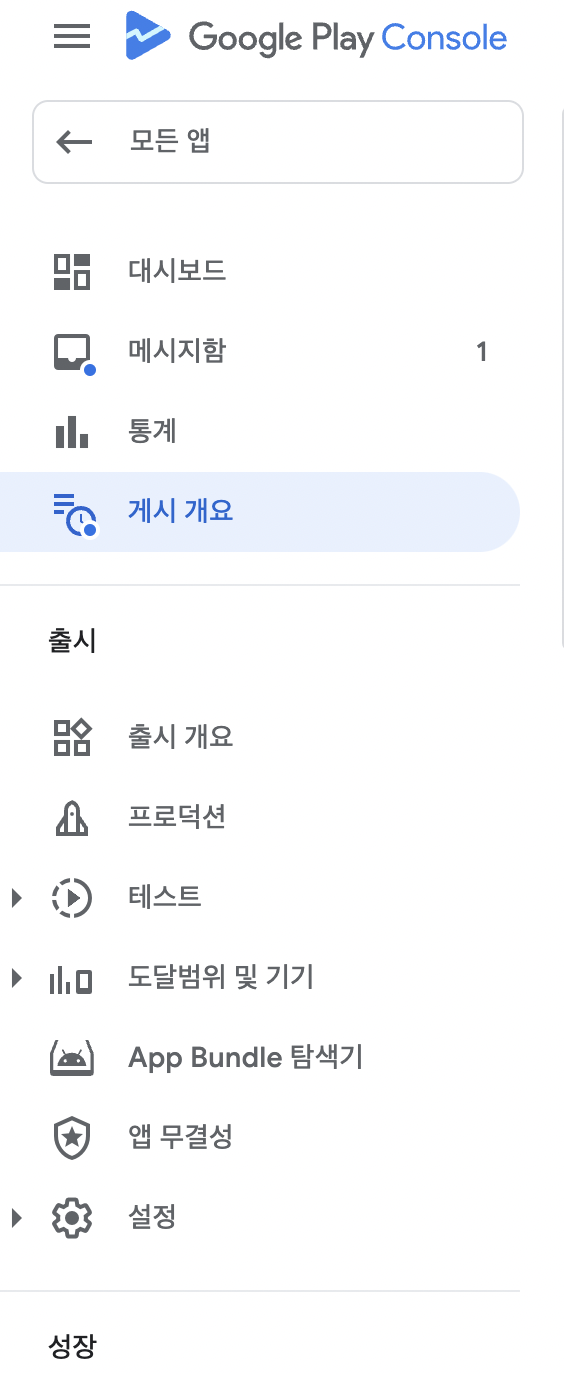 Google Play Console
모든 앱
대시보드
메시지함 1
통계
게시 개요
출시
출시 개요
프로덕션
테스트
도달범위 및 기기
App Bundle 탐색기
앱 무결성
설정
성장